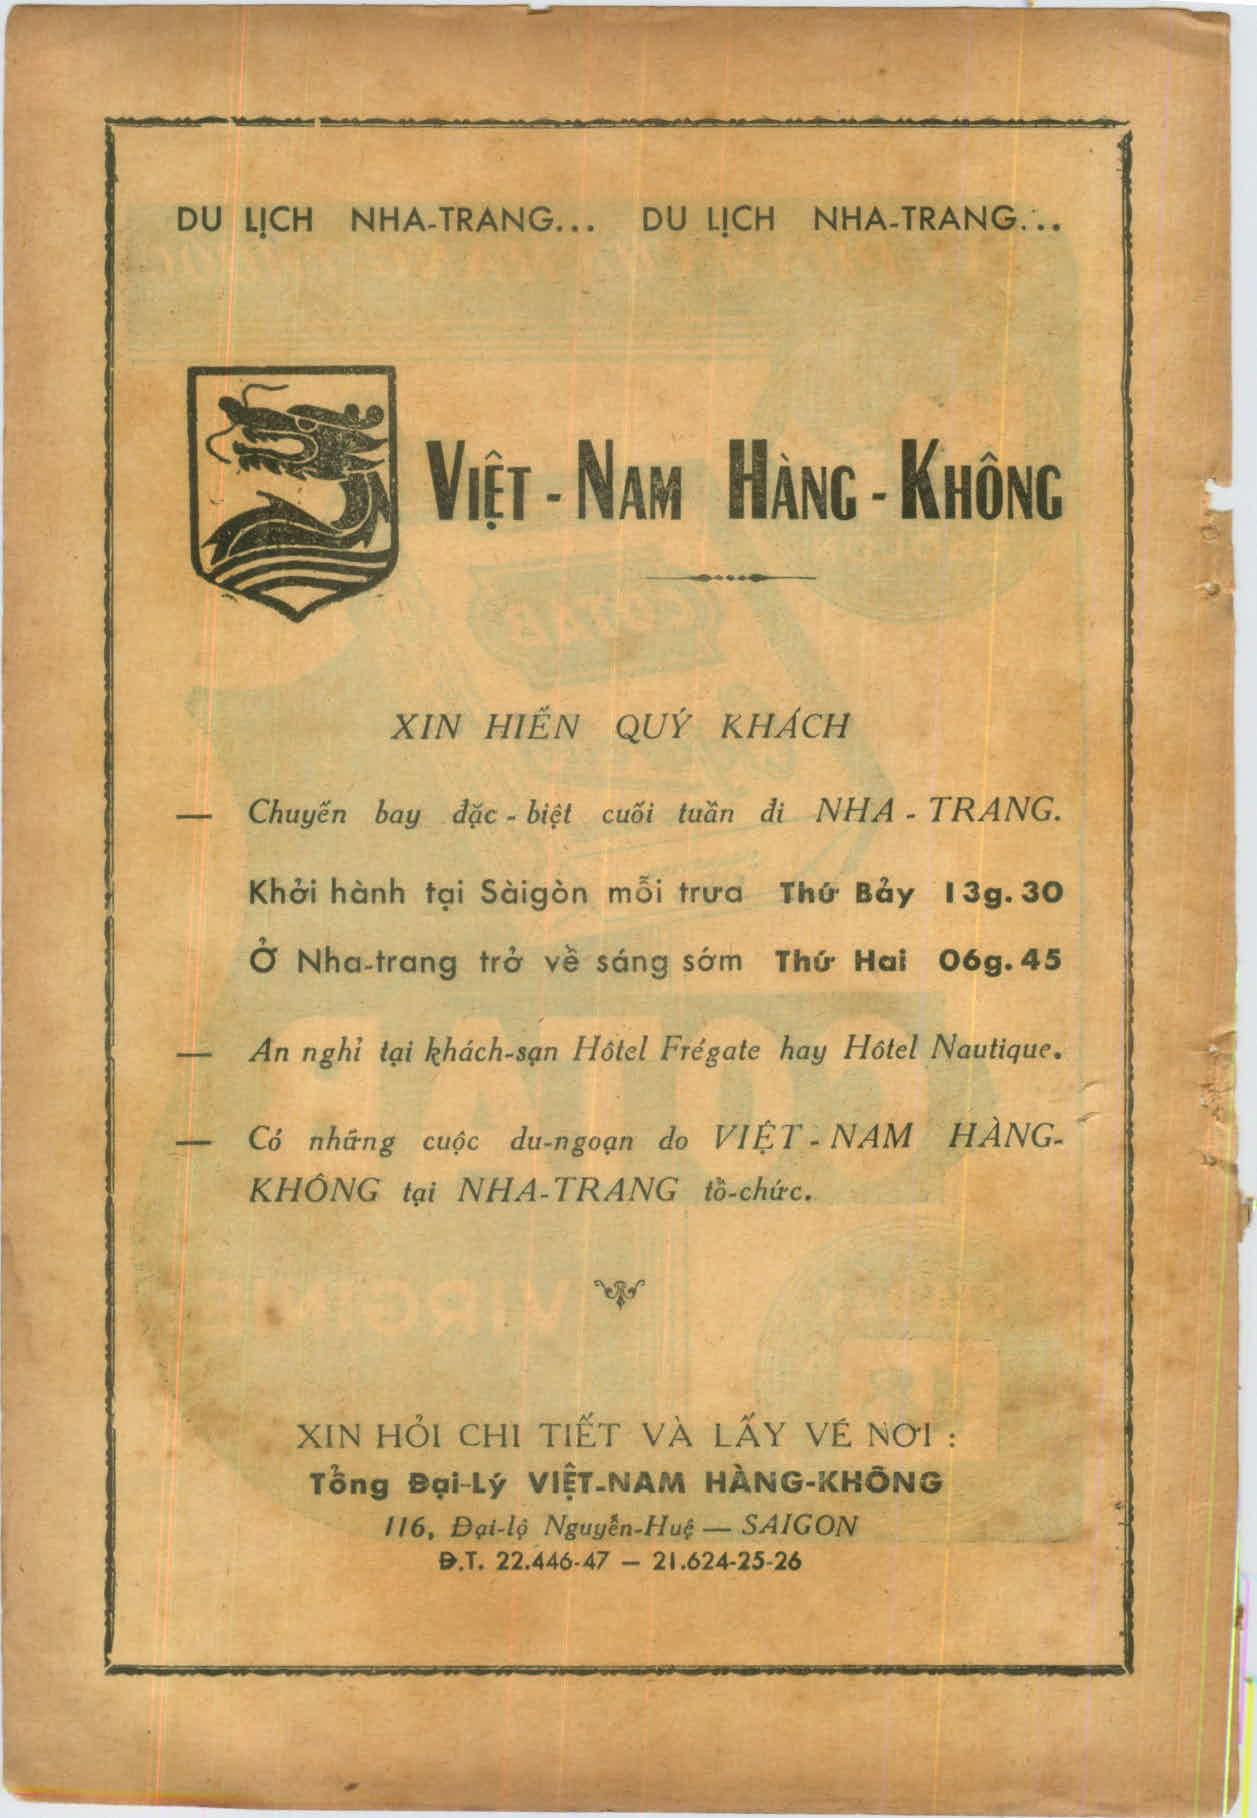 DU LỊCH NHA-TRANG... DU LỊCH NHA-TRANG...
VIỆT-NAM HÀNG-KHÔNG
XIN HIẾN QUÝ KHÁCH
— Chuyến bay đặc-biệt cuối tuần đi NHA-TRANG.
Khởi hành tại Sàigòn mỗi trưa Thứ Bảy 13g.30
Ở Nha-trang trở về sáng sớm Thứ Hai 06g.45
— An nghỉ tại khách-sạn Hôtel Frégate hay Hôtel Nautique.
— Có những cuộc du-ngoạn do VIỆT-NAM HÀNG-
KHÔNG tại NHA-TRANG tổ-chức.
XIN HỎI CHI TIẾT VÀ LẤY VÉ NƠI :
Tổng Đại-Lý VIỆT-NAM HÀNG-KHÔNG
116, Đại-lộ Nguyễn-Huệ — SAIGON
Đ.T. 22.446-47 — 21.624-25-26